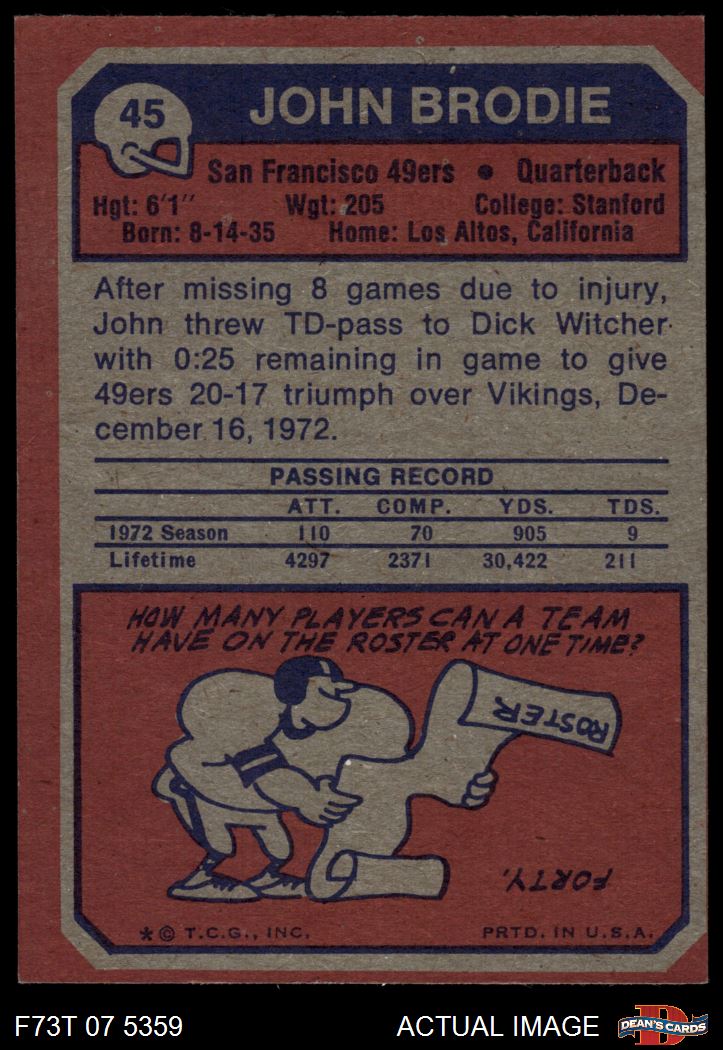 45
JOHN BRODIE
San Francisco 49ers • Quarterback
Hgt: 6'1" Wgt: 205 College: Stanford
Born: 8-14-35 Home: Los Altos, California
After missing 8 games due to injury,
John threw TD-pass to Dick Witcher
with 0:25 remaining in game to give
49ers 20-17 triumph over Vikings, De-
cember 16, 1972.
PASSING RECORD
ATT. COMP. YDS. TDS.
1972 Season 110 70 905 9
Lifetime 4297 2371 30,422 211
HOW MANY PLAYERS CAN A TEAM
HAVE ON THE ROSTER AT ONE TIME?
ROSTER
FORTY.
* © T.C.G., INC. PRTD. IN U.S.A.
F73T 07 5359 ACTUAL IMAGE
D
DEAN'S CARDS